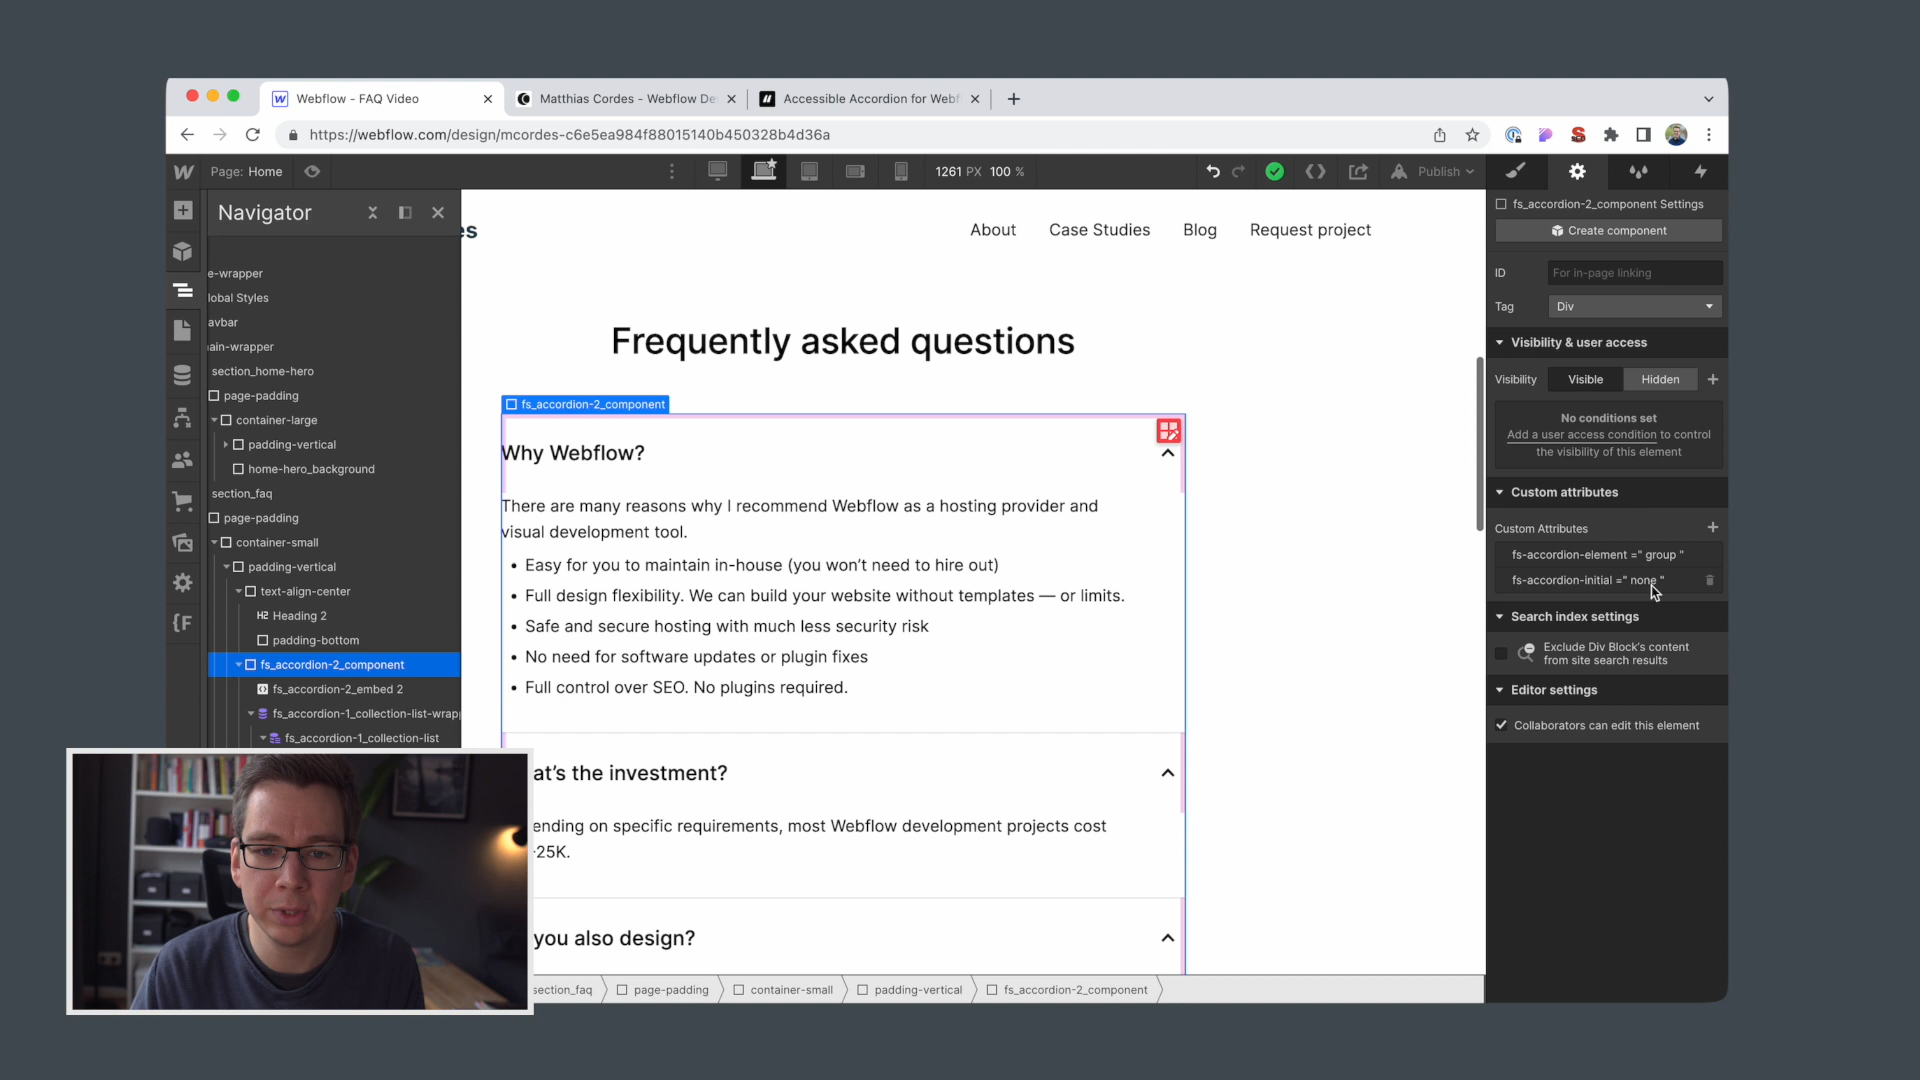 Webflow - FAQ Video
Matthias Cordes - Webflow De
Accessible Accordion for Webf
https://webflow.com/design/mcordes-c6e5ea984f88015140b450328b4d36a
Page: Home
1261 PX 100 %
Publish
Navigator
e-wrapper
lobal Styles
avbar
ain-wrapper
section_home-hero
page-padding
container-large
padding-vertical
home-hero_background
section_faq
page-padding
container-small
padding-vertical
text-align-center
H2 Heading 2
padding-bottom
fs_accordion-2_component
fs_accordion-2_embed 2
fs_accordion-1_collection-list-wrapp
fs_accordion-1_collection-list
es
About
Case Studies
Blog
Request project
Frequently asked questions
fs_accordion-2_component
Why Webflow?
There are many reasons why I recommend Webflow as a hosting provider and
visual development tool.
• Easy for you to maintain in-house (you won’t need to hire out)
• Full design flexibility. We can build your website without templates — or limits.
• Safe and secure hosting with much less security risk
• No need for software updates or plugin fixes
• Full control over SEO. No plugins required.
at’s the investment?
ending on specific requirements, most Webflow development projects cost
-25K.
you also design?
section_faq
page-padding
container-small
padding-vertical
fs_accordion-2_component
fs_accordion-2_component Settings
Create component
ID
For in-page linking
Tag
Div
Visibility & user access
Visibility
Visible
Hidden
No conditions set
Add a user access condition to control
the visibility of this element
Custom attributes
Custom Attributes
fs-accordion-element =" group "
fs-accordion-initial =" none "
Search index settings
Exclude Div Block's content
from site search results
Editor settings
Collaborators can edit this element